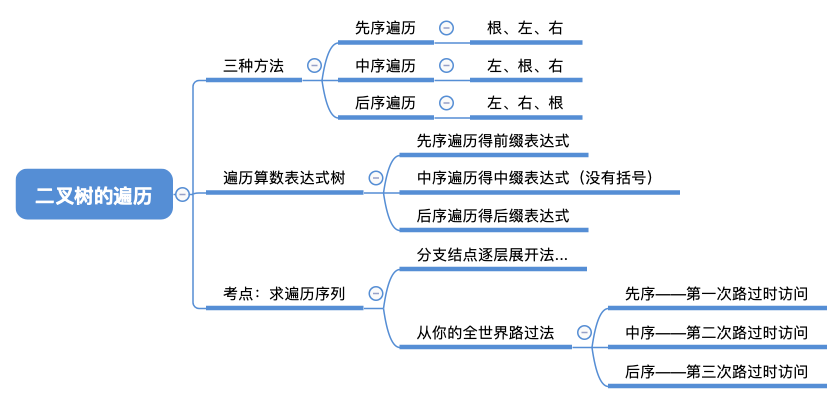 二叉树的遍历
三种方法
先序遍历
根、左、右
中序遍历
左、根、右
后序遍历
左、右、根
遍历算数表达式树
先序遍历得前缀表达式
中序遍历得中缀表达式（没有括号）
后序遍历得后缀表达式
考点：求遍历序列
分支结点逐层展开法...
从你的全世界路过法
先序——第一次路过时访问
中序——第二次路过时访问
后序——第三次路过时访问